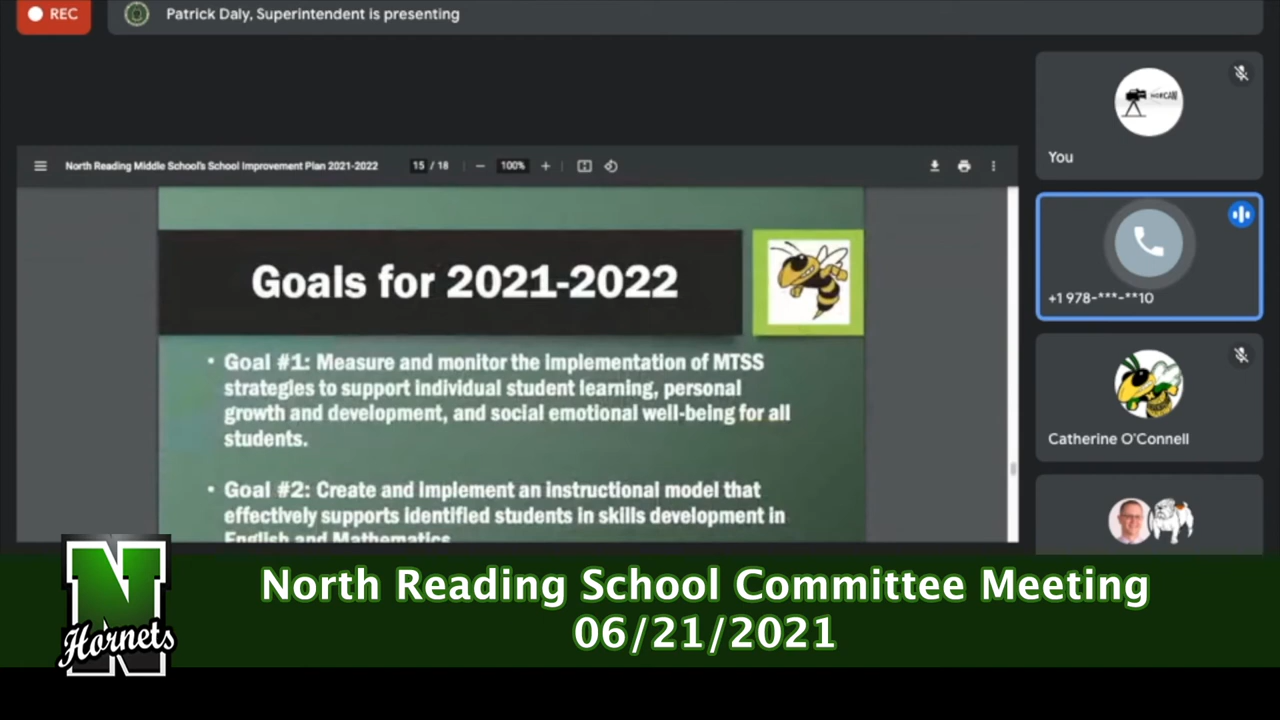 REC
Patrick Daly, Superintendent is presenting
NORCAM
You
North Reading Middle School's School Improvement Plan 2021-2022
15 / 18
100%
Goals for 2021-2022
• Goal #1: Measure and monitor the implementation of MTSS
strategies to support individual student learning, personal
growth and development, and social emotional well-being for all
students.
• Goal #2: Create and implement an instructional model that
effectively supports identified students in skills development in
English and Mathematics
+1 978-***-**10
Catherine O'Connell
N
Hornets
North Reading School Committee Meeting
06/21/2021